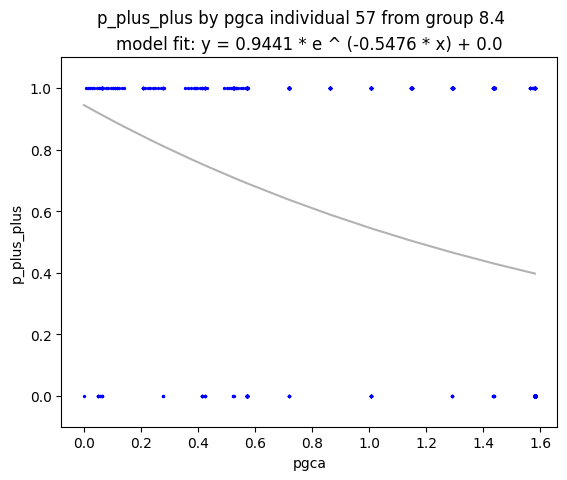 p_plus_plus by pgca individual 57 from group 8.4
model fit: y = 0.9441 * e ^ (-0.5476 * x) + 0.0
1.0
0.8
0.6
0.4
0.2
0.0
p_plus_plus
0.0 0.2 0.4 0.6 0.8 1.0 1.2 1.4 1.6
pgca